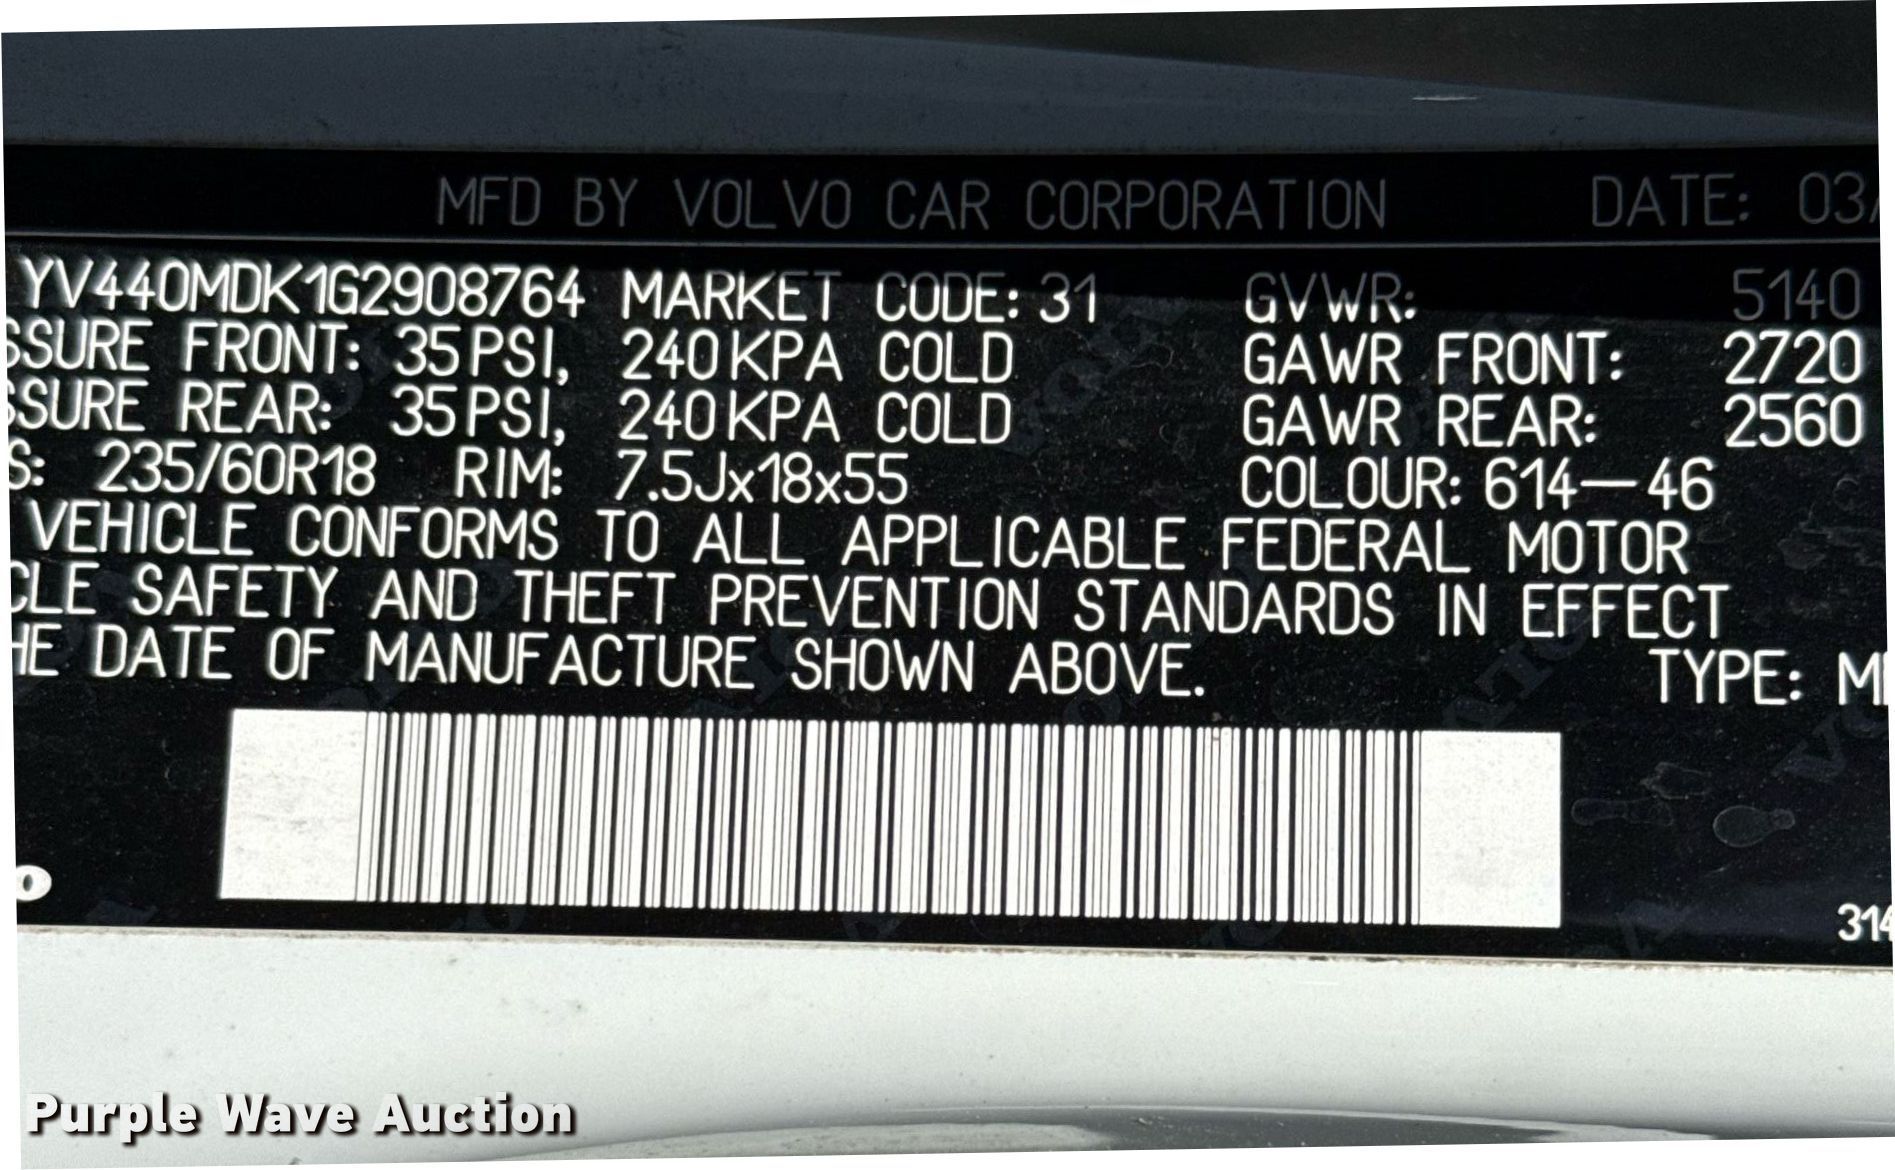 MFD BY VOLVO CAR CORPORATION DATE: 03/
YV440MDK1G2908764 MARKET CODE: 31 GVWR: 5140
SSURE FRONT: 35PSI, 240KPA COLD GAWR FRONT: 2720
SSURE REAR: 35PSI, 240KPA COLD GAWR REAR: 2560
S: 235/60R18 RIM: 7.5Jx18x55 COLOUR: 614—46
VEHICLE CONFORMS TO ALL APPLICABLE FEDERAL MOTOR
CLE SAFETY AND THEFT PREVENTION STANDARDS IN EFFECT
HE DATE OF MANUFACTURE SHOWN ABOVE.
TYPE: M
O
314
Purple Wave Auction